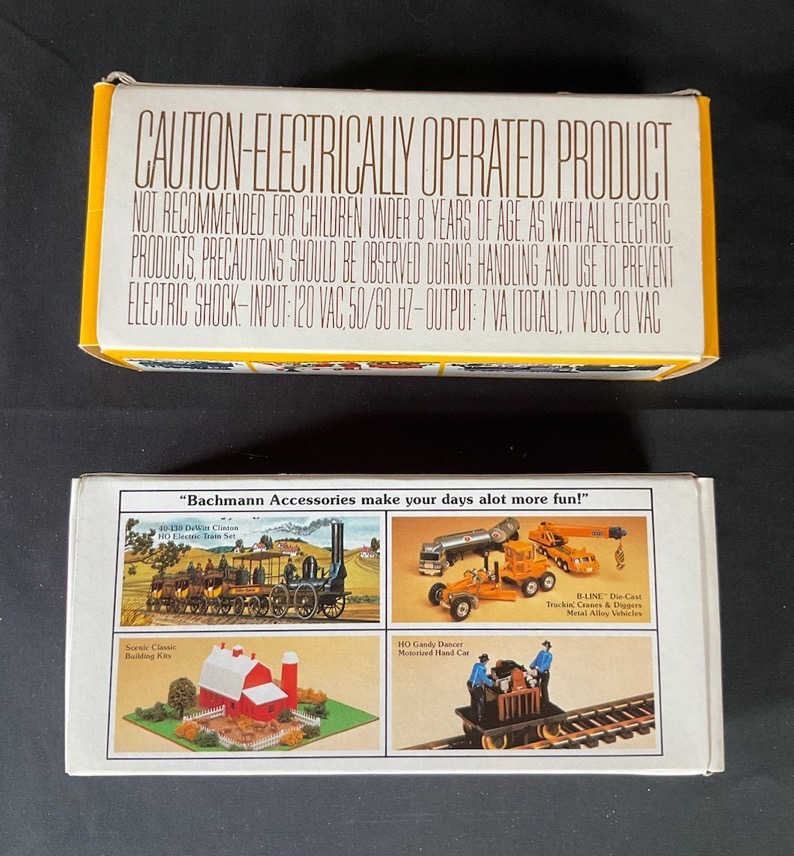 CAUTION-ELECTRICALLY OPERATED PRODUCT
NOT RECOMMENDED FOR CHILDREN UNDER 8 YEARS OF AGE. AS WITH ALL ELECTRIC
PRODUCTS, PRECAUTIONS SHOULD BE OBSERVED DURING HANDLING AND USE TO PREVENT
ELECTRIC SHOCK-INPUT: 120 VAC, 50/60 HZ-OUTPUT: 7 VA (TOTAL), 17 VDC, 20 VAC
"Bachmann Accessories make your days alot more fun!"
40-130 DeWitt Clinton
HO Electric Train Set
B-LINE™ Die-Cast
Truckin', Cranes & Diggers
Metal Alloy Vehicles
Scenic Classic
Building Kits
HO Gandy Dancer
Motorized Hand Car